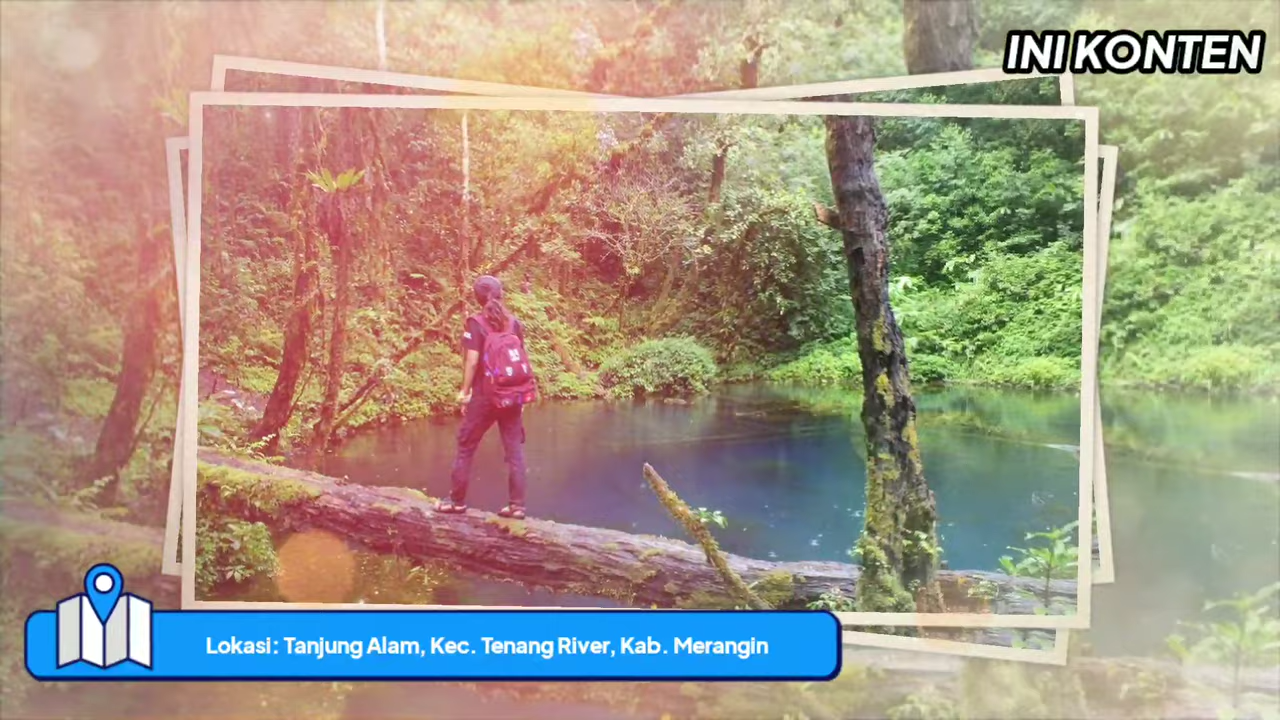 INI KONTEN
Lokasi: Tanjung Alam, Kec. Tenang River, Kab. Merangin